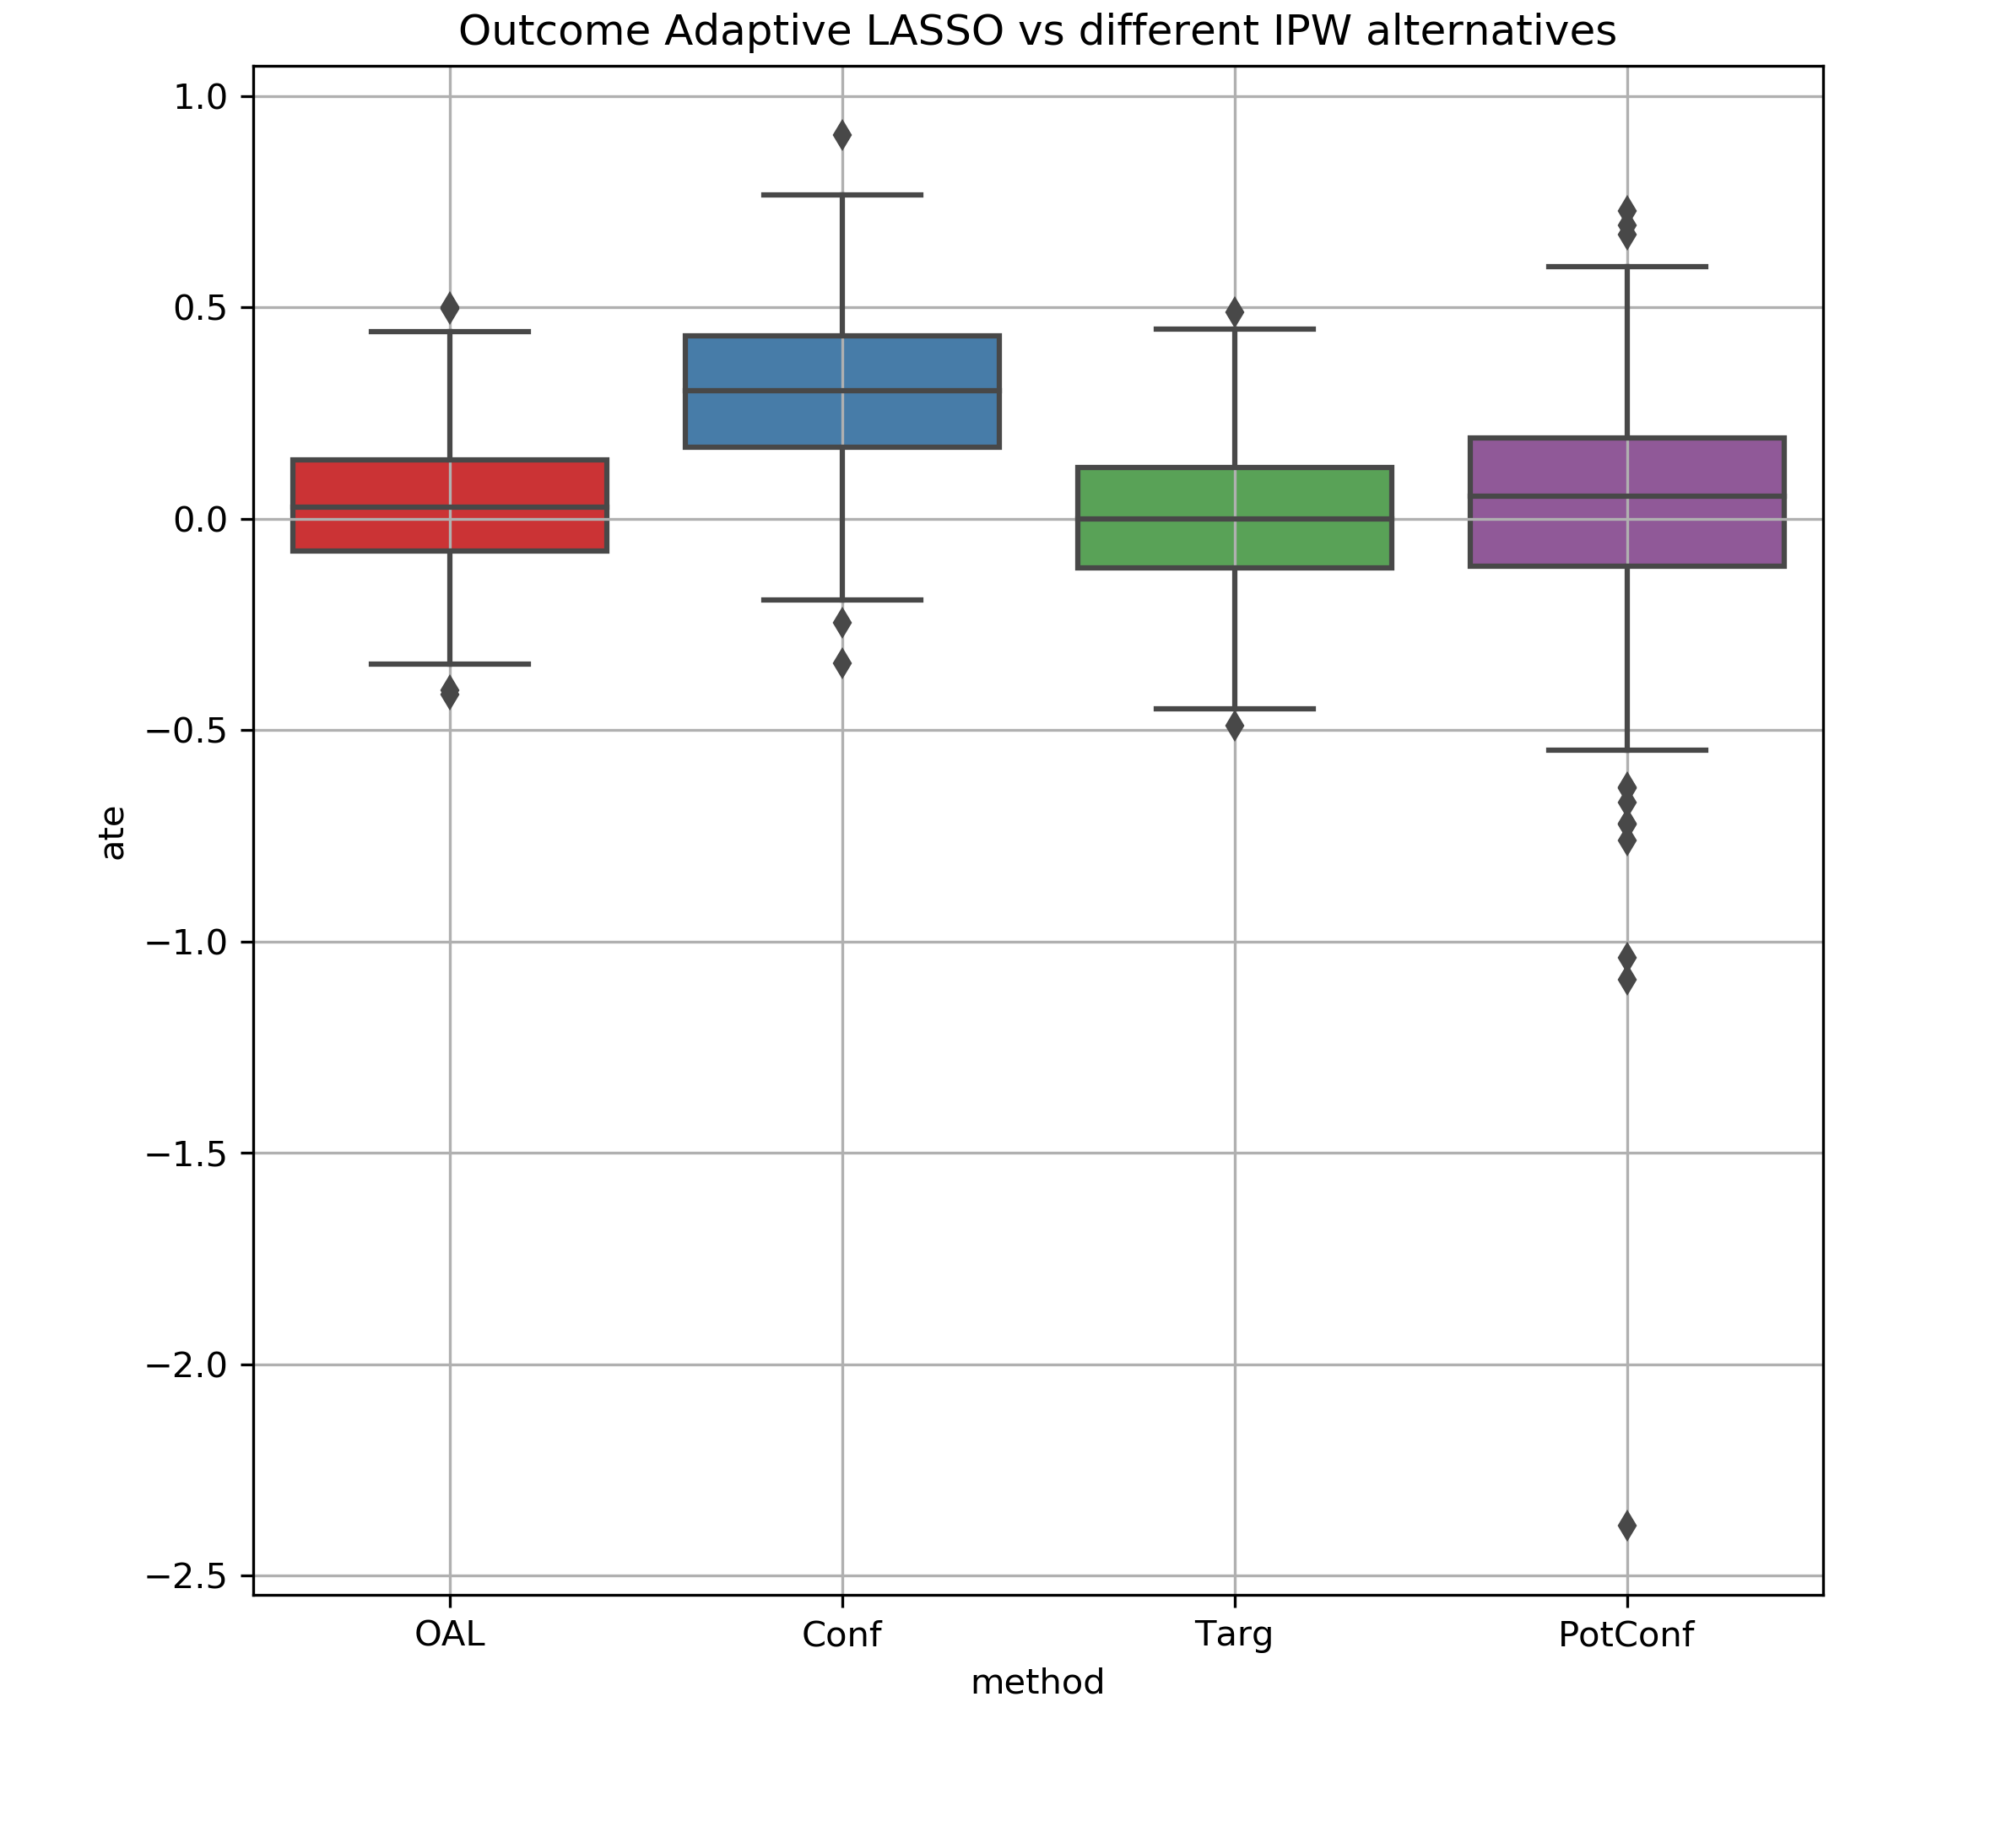 Outcome Adaptive LASSO vs different IPW alternatives
1.0
0.5
0.0
−0.5
−1.0
−1.5
−2.0
−2.5
ate
OAL Conf Targ PotConf
method